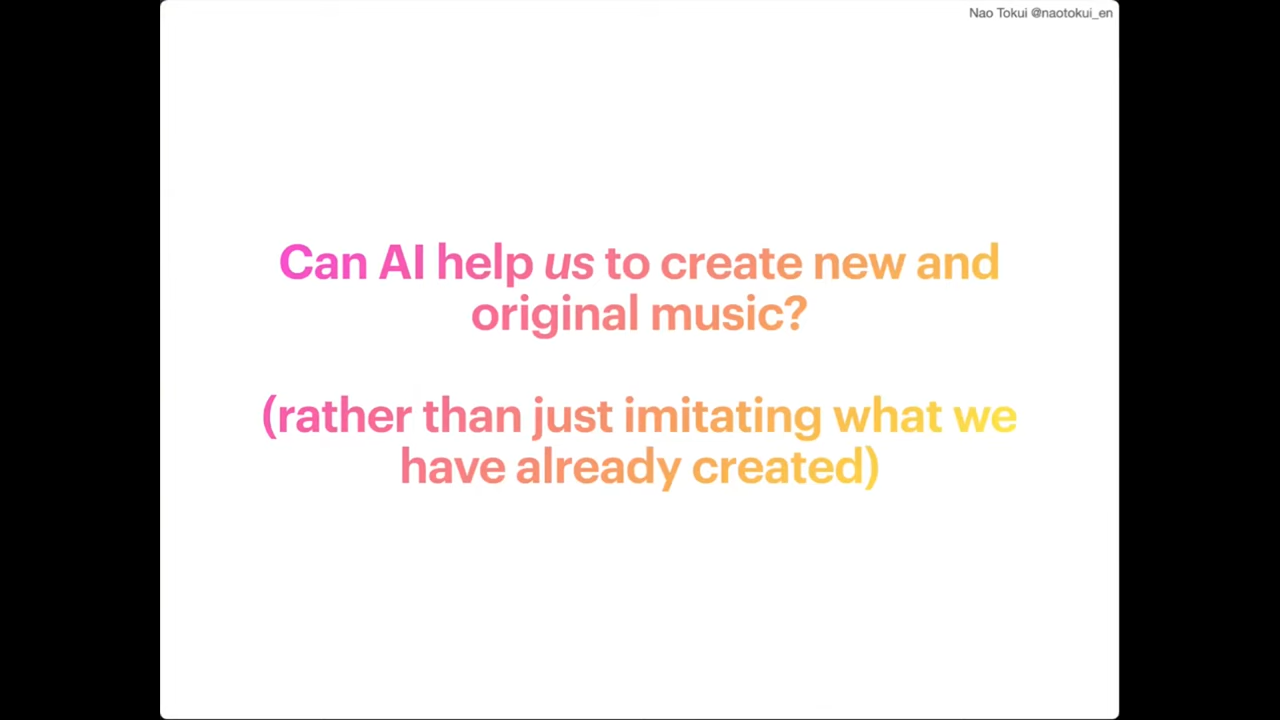 Nao Tokui @naotokui_en
Can AI help us to create new and
original music?
(rather than just imitating what we
have already created)